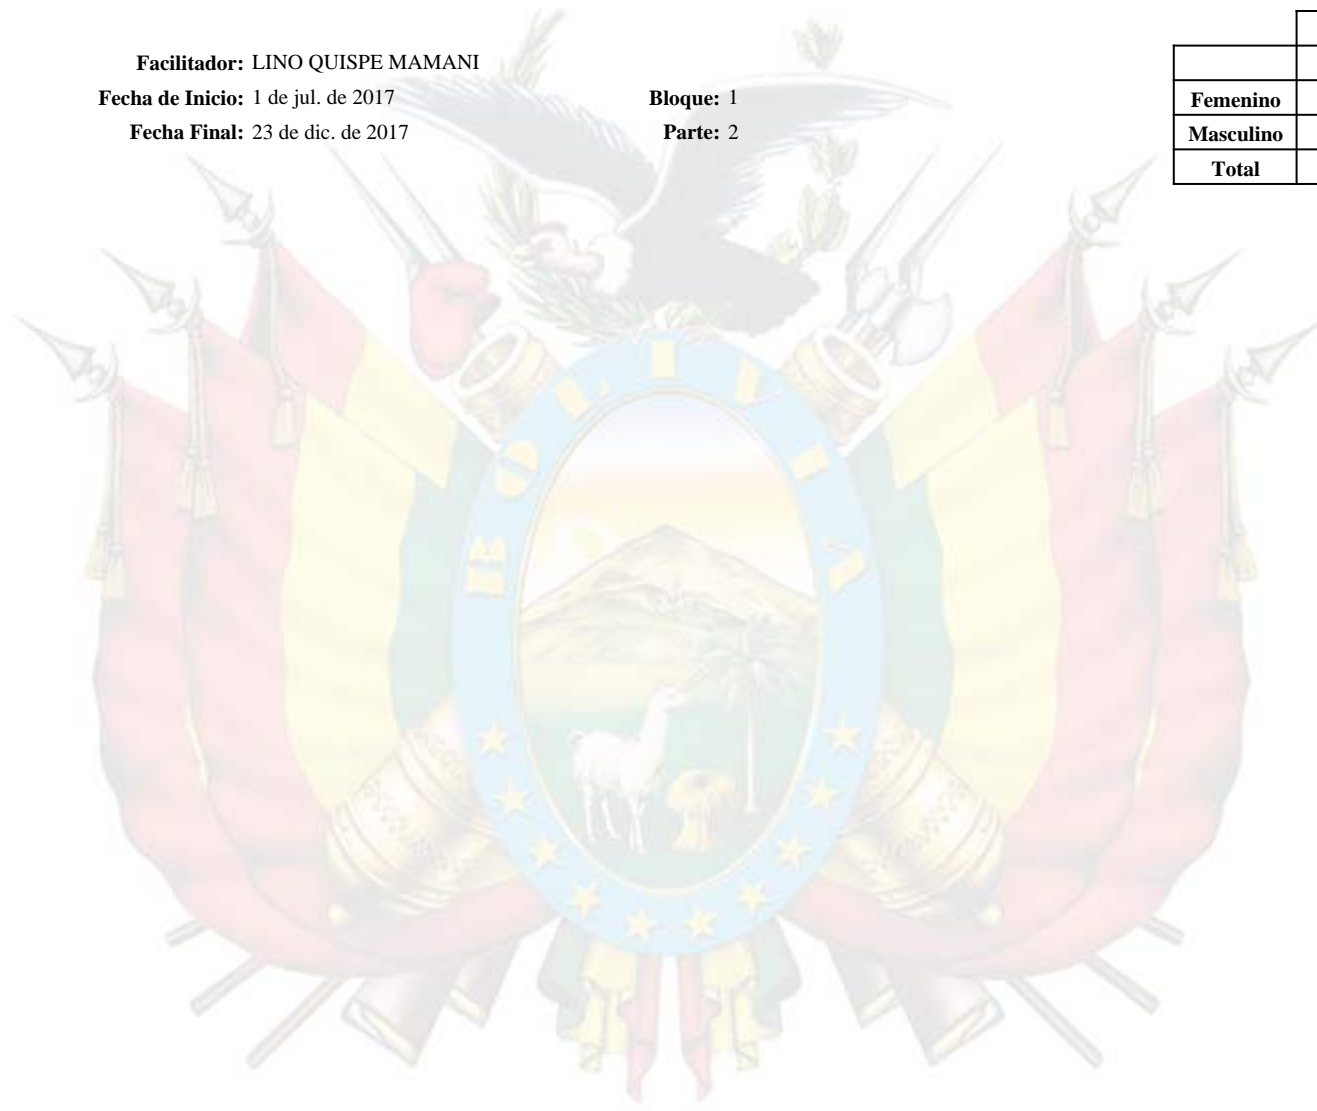 Facilitador: LINO QUISPE MAMANI
Fecha de Inicio: 1 de jul. de 2017 Bloque: 1
Fecha Final: 23 de dic. de 2017 Parte: 2
Femenino
Masculino
Total
BOLIVIA